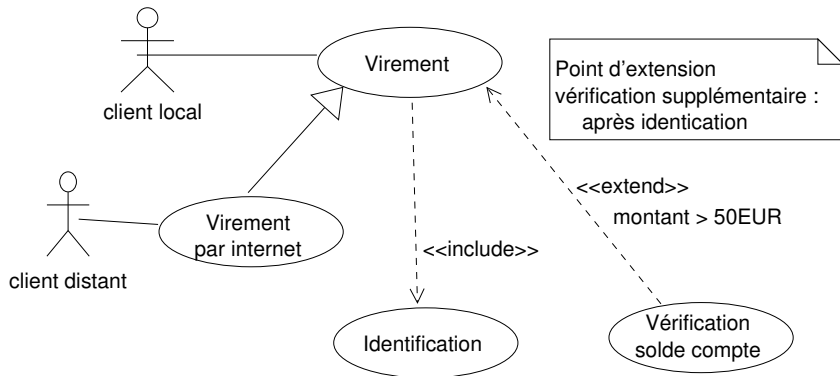 Virement
Point d'extension
vérification supplémentaire :
après identication
client local
<<extend>>
montant > 50EUR
Virement
par internet
<<include>>
client distant
Identification
Vérification
solde compte